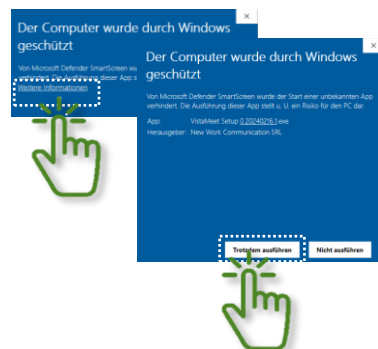 Der Computer wurde durch Windows
geschützt
Von Microsoft Defender SmartScreen wu
verhindert. Die Ausführung dieser App s
Weitere Informationen
Der Computer wurde durch Windows
geschützt
Von Microsoft Defender SmartScreen wurde der Start einer unbekannten App
verhindert. Die Ausführung dieser App stellt u. U. ein Risiko für den PC dar.
App: VistaMeet Setup 0.20240216.1.exe
Herausgeber: New Work Communication SRL
Trotzdem ausführen
Nicht ausführen